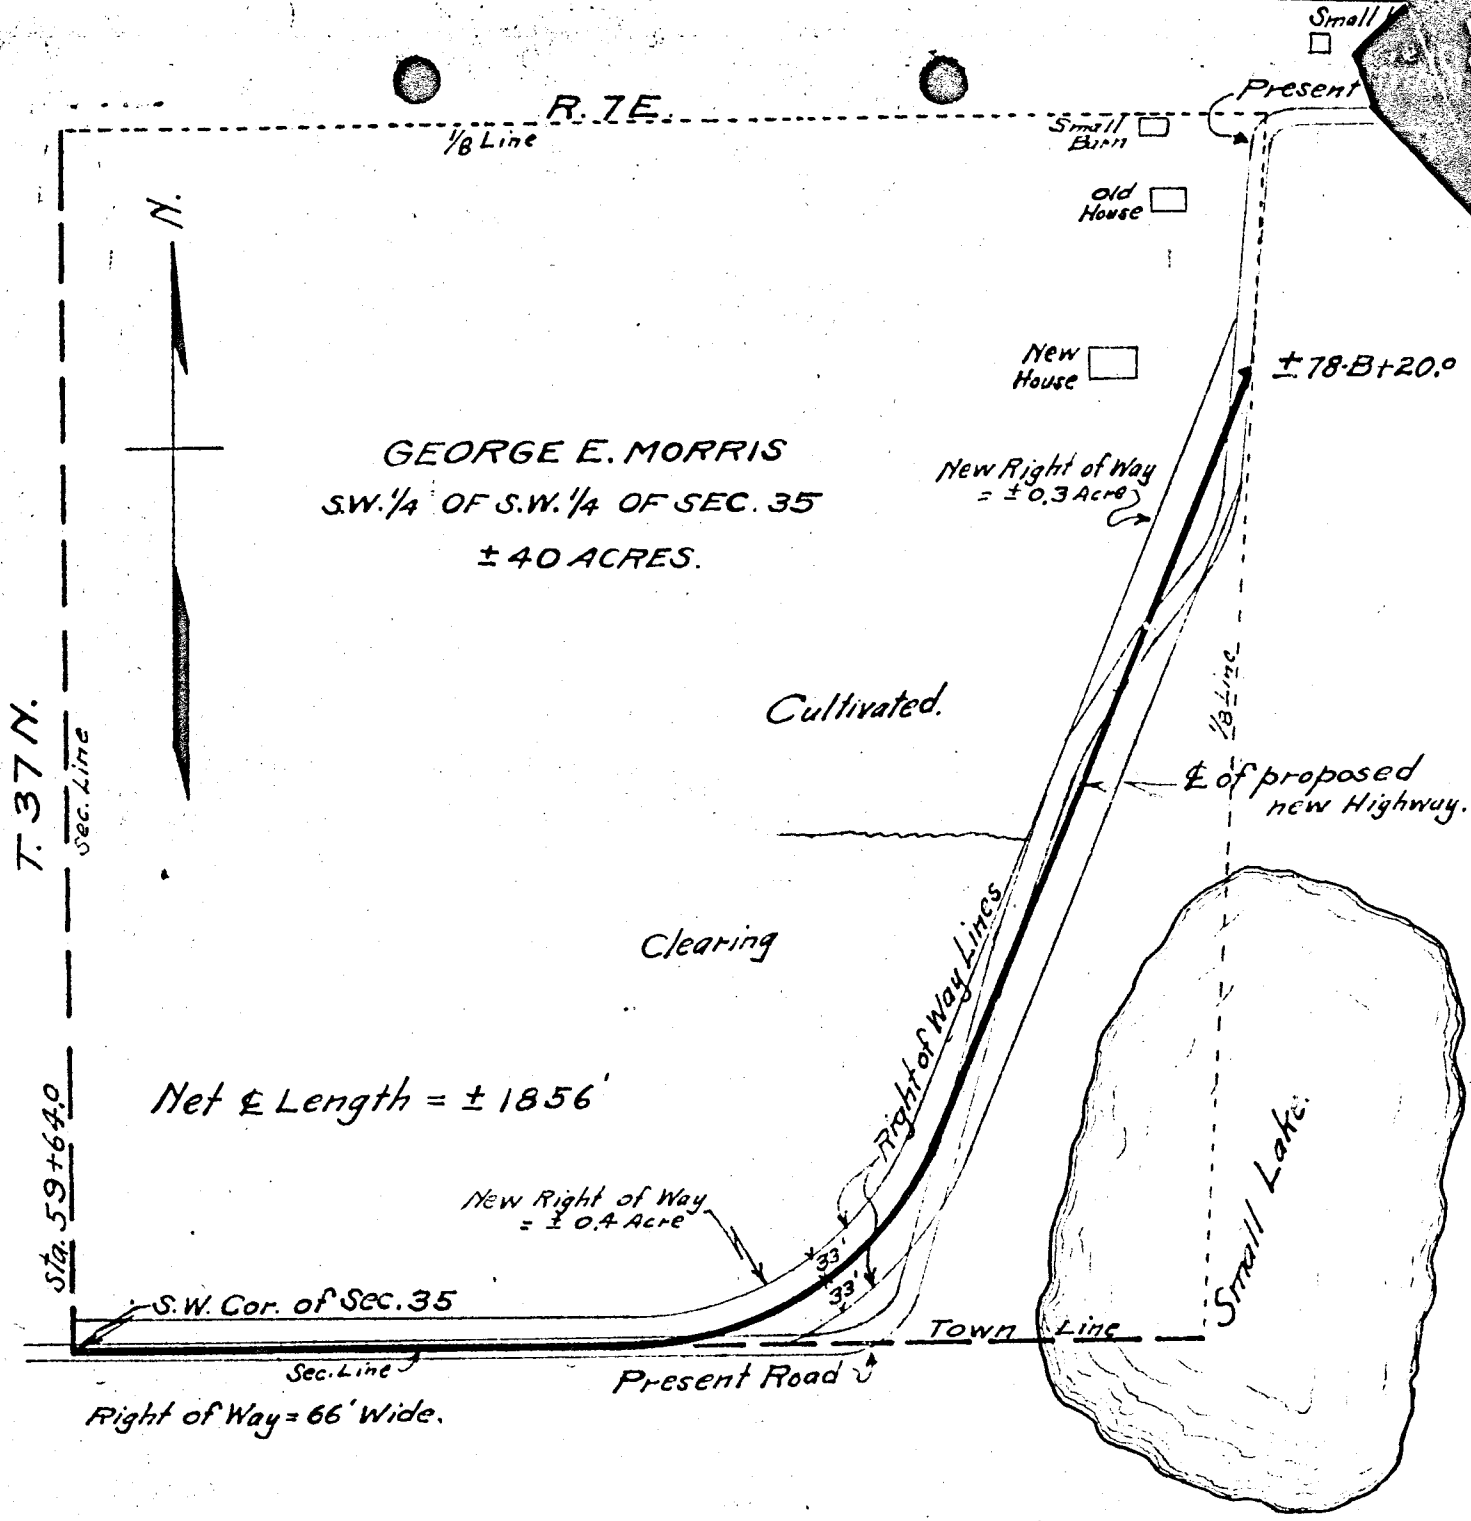 Small
Present
R. 7E.
1/8 Line
Small
Barn
Old
House
N.
New
House
± 78-B+20.0
GEORGE E. MORRIS
S.W. 1/4 OF S.W. 1/4 OF SEC. 35
± 40 ACRES.
New Right of Way
= ± 0.3 Acre
Cultivated.
1/8 Line
T. 37 N.
Sec. Line
℄ of proposed
new Highway.
Clearing
Right of Way Lines
Net ℄ Length = ± 1856'
Sta. 59+64.0
New Right of Way
= ± 0.4 Acre
33'
33'
Small Lake.
S.W. Cor. of Sec. 35
Town Line
Sec. Line
Present Road
Right of Way = 66' Wide.